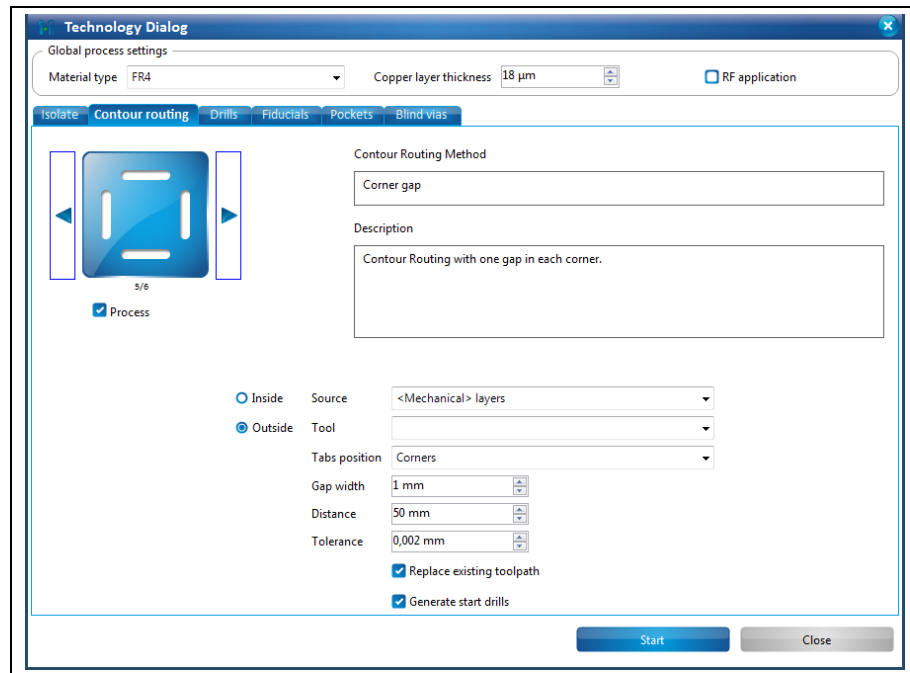 Technology Dialog
Global process settings
Material type FR4 Copper layer thickness 18 µm RF application
Isolate Contour routing Drills Fiducials Pockets Blind vias
Contour Routing Method
Corner gap
Description
Contour Routing with one gap in each corner.
5/6
Process
Inside Source <Mechanical> layers
Outside Tool
Tabs position Corners
Gap width 1 mm
Distance 50 mm
Tolerance 0,002 mm
Replace existing toolpath
Generate start drills
Start Close